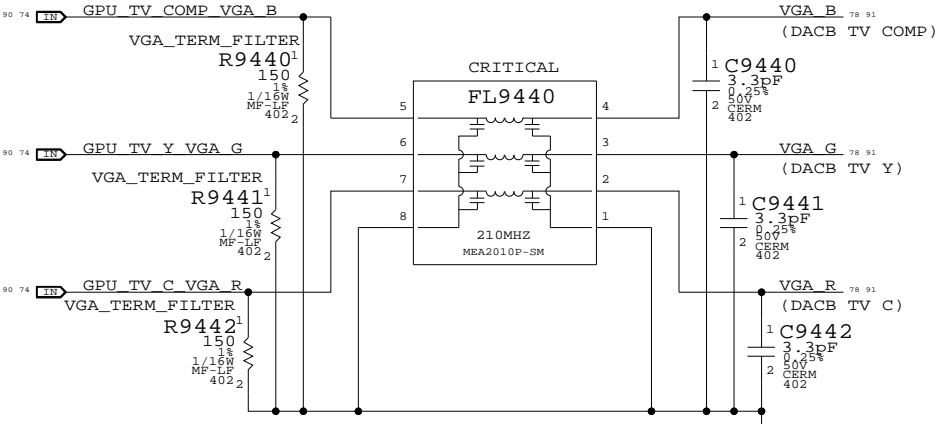 90 74 IN GPU_TV_COMP_VGA_B
VGA_TERM_FILTER
R9440 1
150
1%
1/16W
MF-LF
402 2
CRITICAL
FL9440
5 4
6 3
7 2
8 1
210MHZ
MEA2010P-SM
VGA_B 78 91
(DACB TV COMP)
1 C9440
3.3pF
0.25%
2 50V
CERM
402
90 74 IN GPU_TV_Y_VGA_G
VGA_TERM_FILTER
R9441 1
150
1%
1/16W
MF-LF
402 2
VGA_G 78 91
(DACB TV Y)
1 C9441
3.3pF
0.25%
2 50V
CERM
402
90 74 IN GPU_TV_C_VGA_R
VGA_TERM_FILTER
R9442 1
150
1%
1/16W
MF-LF
402 2
VGA_R 78 91
(DACB TV C)
1 C9442
3.3pF
0.25%
2 50V
CERM
402